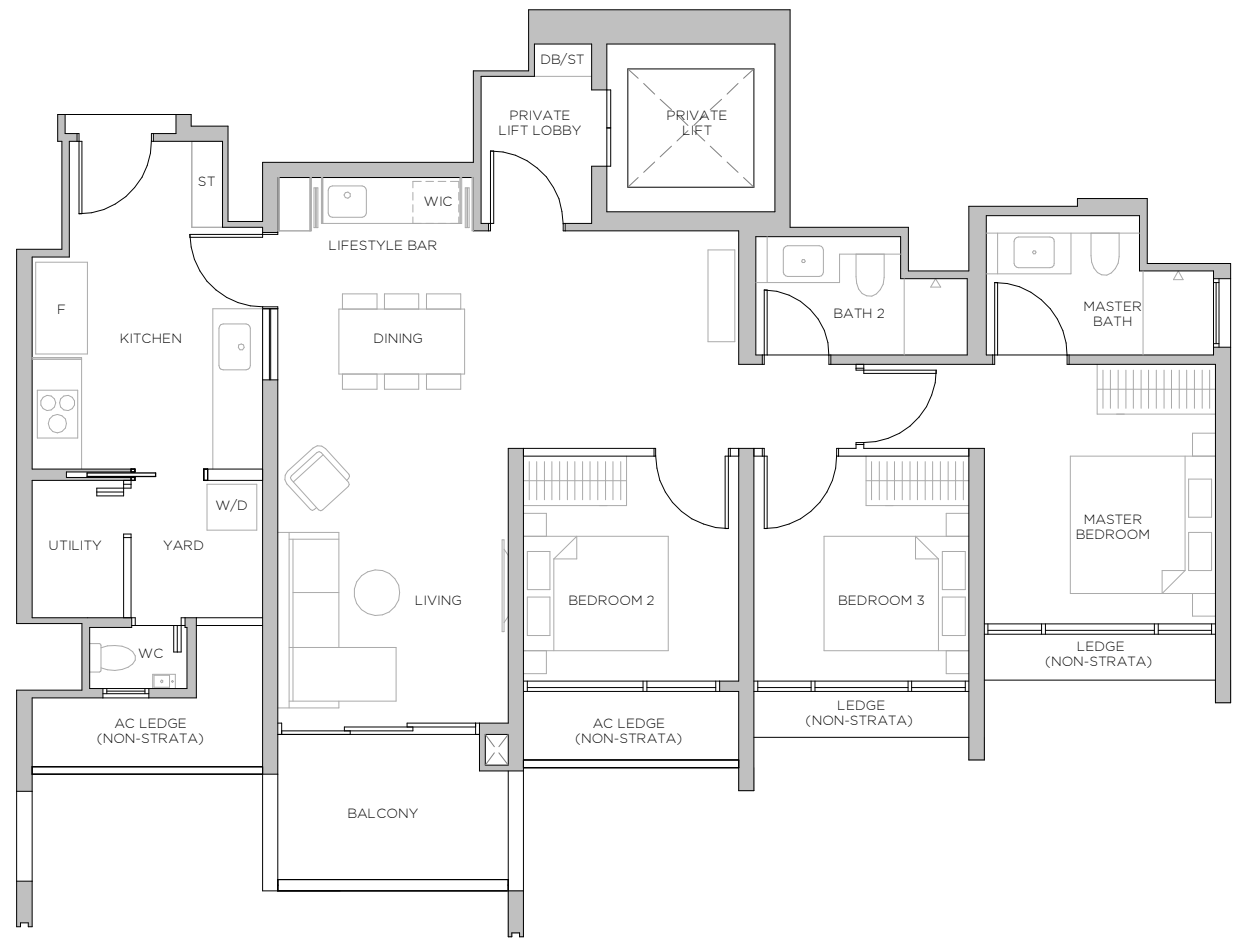 DB/ST
PRIVATE
LIFT LOBBY
PRIVATE
LIFT
ST
WIC
LIFESTYLE BAR
F
KITCHEN
DINING
BATH 2
MASTER
BATH
W/D
UTILITY
YARD
LIVING
BEDROOM 2
BEDROOM 3
MASTER
BEDROOM
WC
LEDGE
(NON-STRATA)
AC LEDGE
(NON-STRATA)
AC LEDGE
(NON-STRATA)
LEDGE
(NON-STRATA)
BALCONY